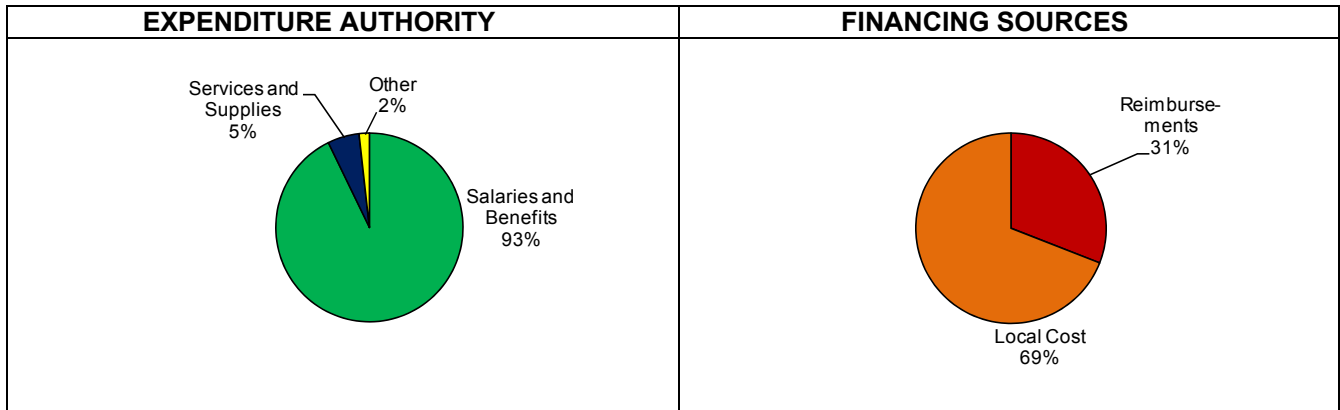 EXPENDITURE AUTHORITY
Services and
Supplies
5%
Other
2%
Salaries and
Benefits
93%
FINANCING SOURCES
Reimburse-
ments
31%
Local Cost
69%